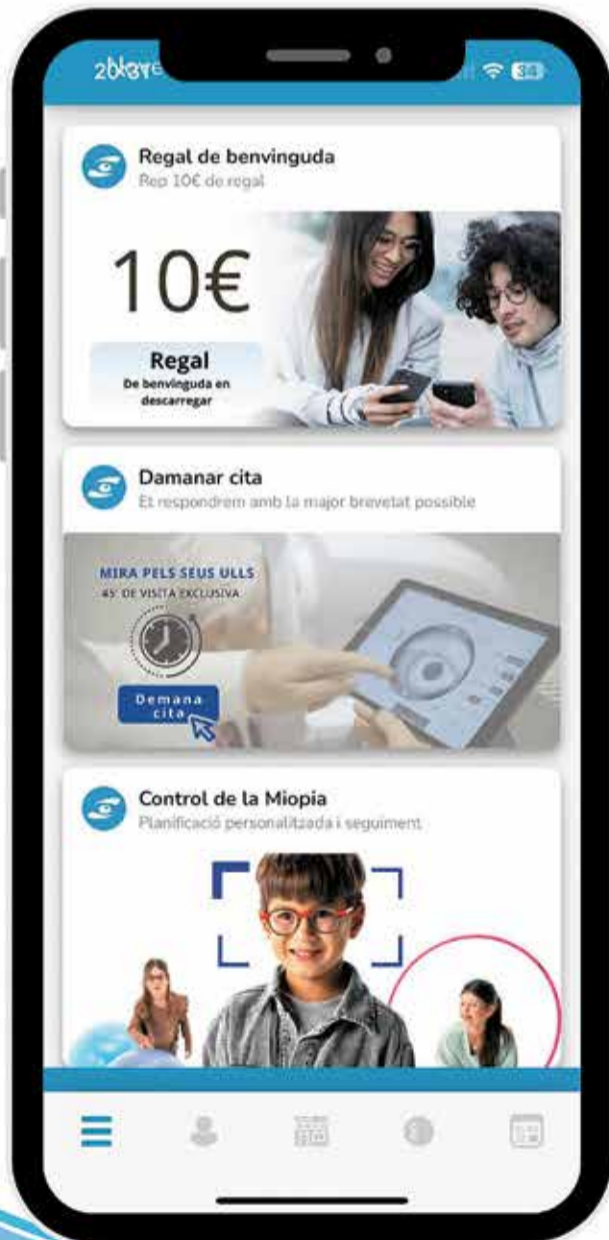 34
Regal de benvinguda
Rep 10€ de regal
10€
Regal
De benvinguda en
descarregar
Damanar cita
Et respondrem amb la major brevetat possible
MIRA PELS SEUS ULLS
45' DE VISITA EXCLUSIVA
Demana
cita
Control de la Miopia
Planificació personalitzada i seguiment